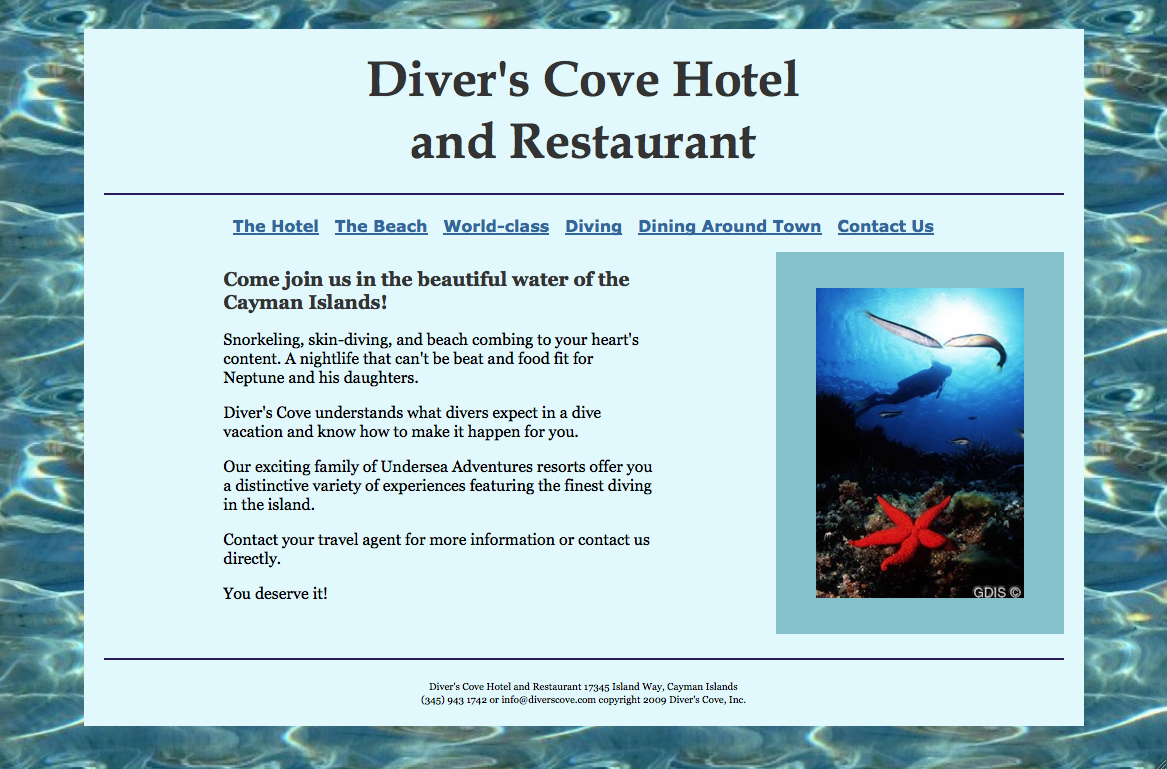 Diver's Cove Hotel
and Restaurant
The Hotel The Beach World-class Diving Dining Around Town Contact Us
Come join us in the beautiful water of the
Cayman Islands!
Snorkeling, skin-diving, and beach combing to your heart's
content. A nightlife that can't be beat and food fit for
Neptune and his daughters.
Diver's Cove understands what divers expect in a dive
vacation and know how to make it happen for you.
Our exciting family of Undersea Adventures resorts offer you
a distinctive variety of experiences featuring the finest diving
in the island.
Contact your travel agent for more information or contact us
directly.
You deserve it!
GDIS ©
Diver's Cove Hotel and Restaurant 17345 Island Way, Cayman Islands
(345) 943 1742 or info@diverscove.com copyright 2009 Diver's Cove, Inc.